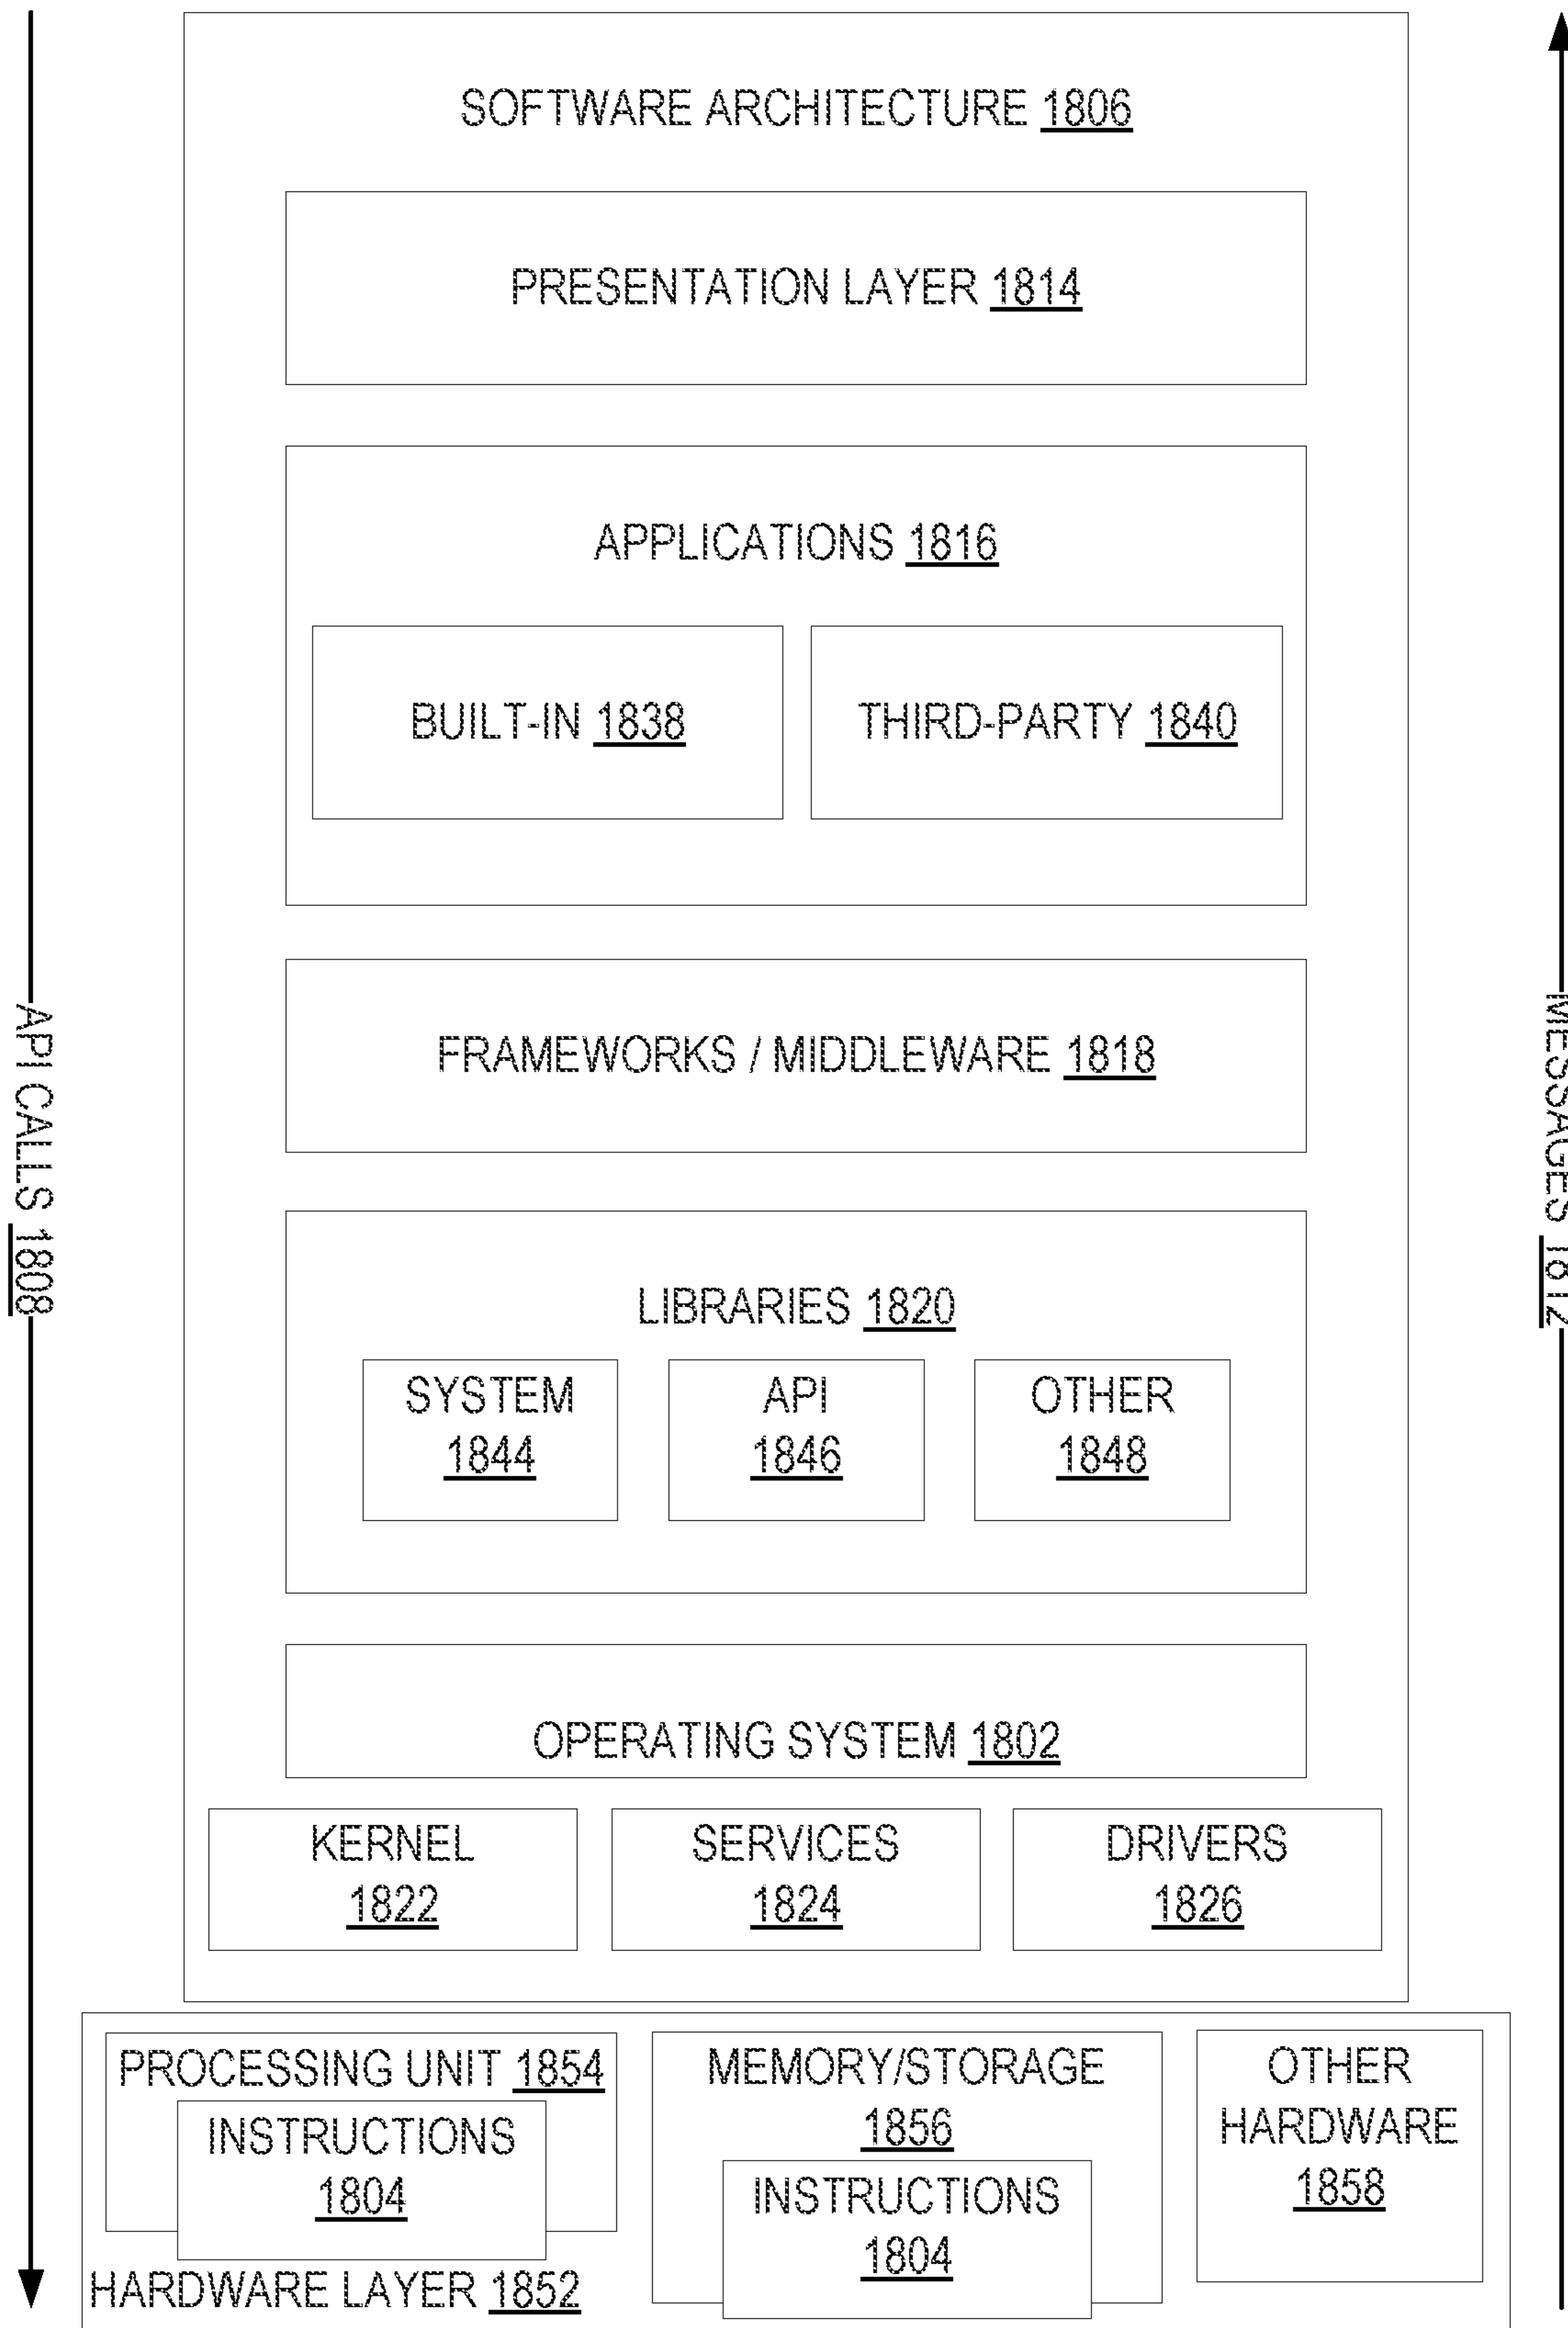 SOFTWARE ARCHITECTURE 1806
PRESENTATION LAYER 1814
APPLICATIONS 1816
BUILT-IN 1838
THIRD-PARTY 1840
FRAMEWORKS / MIDDLEWARE 1818
API CALLS 1808
MESSAGES 1812
LIBRARIES 1820
SYSTEM
1844
API
1846
OTHER
1848
OPERATING SYSTEM 1802
KERNEL
1822
SERVICES
1824
DRIVERS
1826
PROCESSING UNIT 1854
INSTRUCTIONS
1804
MEMORY/STORAGE
1856
INSTRUCTIONS
1804
OTHER
HARDWARE
1858
HARDWARE LAYER 1852